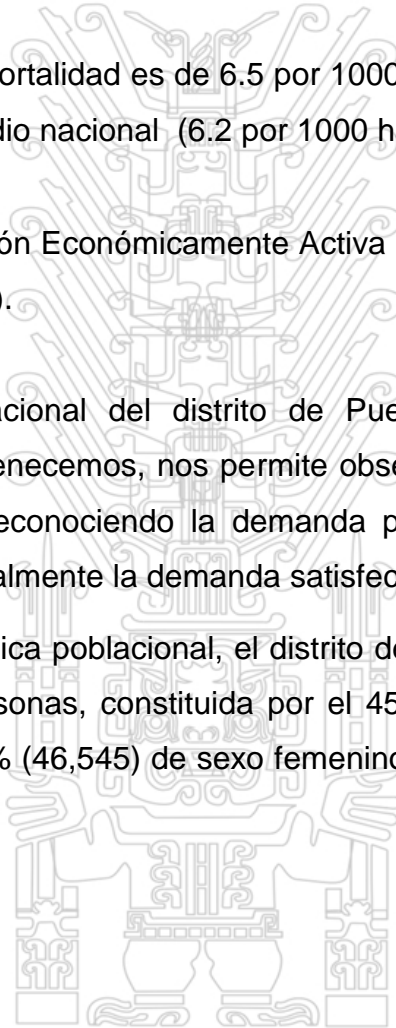 ortalidad es de 6.5 por 1000
dio nacional (6.2 por 1000 h
ón Económicamente Activa
).
acional del distrito de Pue
enecemos, nos permite obse
econociendo la demanda p
almente la demanda satisfec
ica poblacional, el distrito de
sonas, constituida por el 45
% (46,545) de sexo femenino